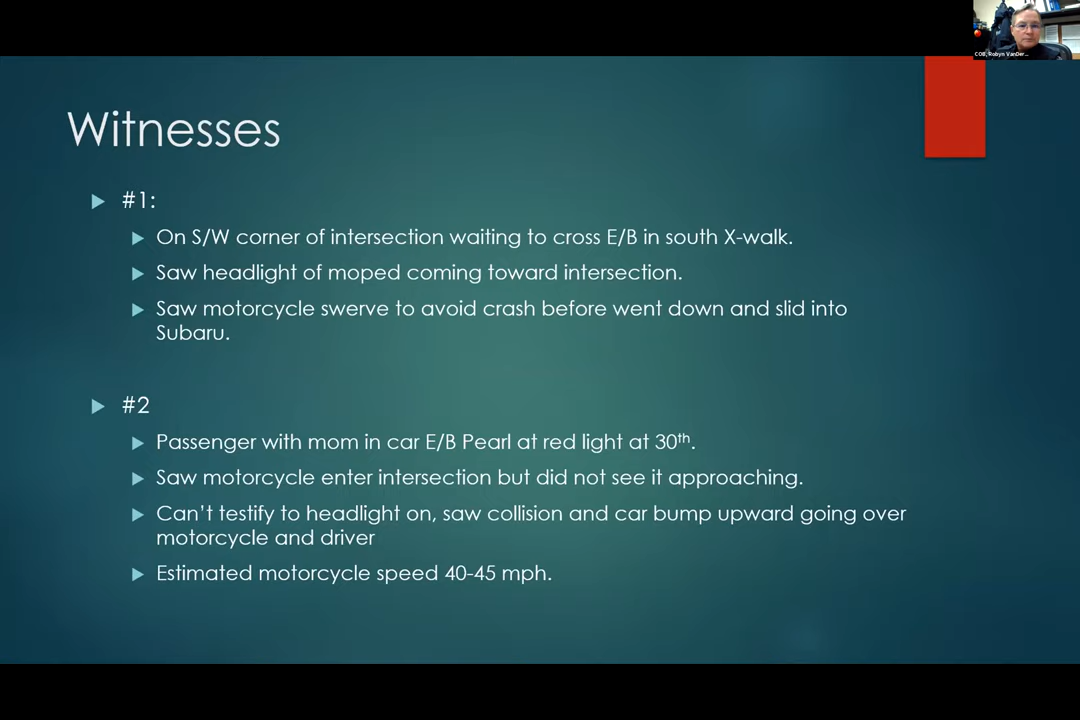 COB, Robyn VanDer...
Witnesses
#1:
On S/W corner of intersection waiting to cross E/B in south X-walk.
Saw headlight of moped coming toward intersection.
Saw motorcycle swerve to avoid crash before went down and slid into
Subaru.
#2
Passenger with mom in car E/B Pearl at red light at 30th.
Saw motorcycle enter intersection but did not see it approaching.
Can't testify to headlight on, saw collision and car bump upward going over
motorcycle and driver
Estimated motorcycle speed 40-45 mph.